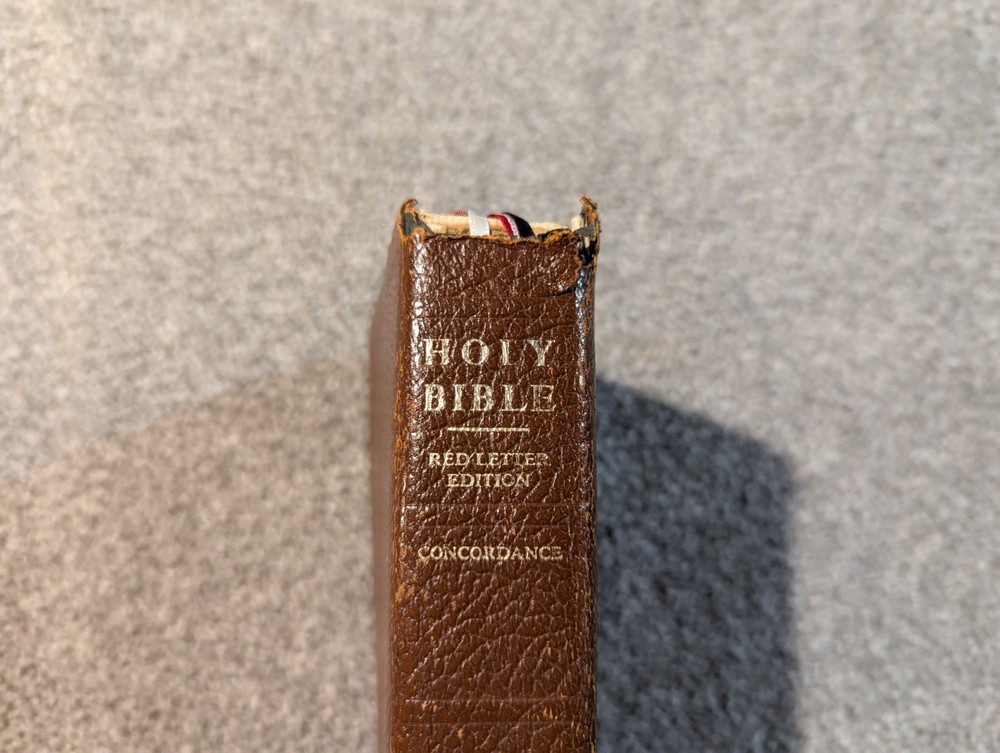 HOLY
BIBLE
RED LETTER
EDITION
CONCORDANCE